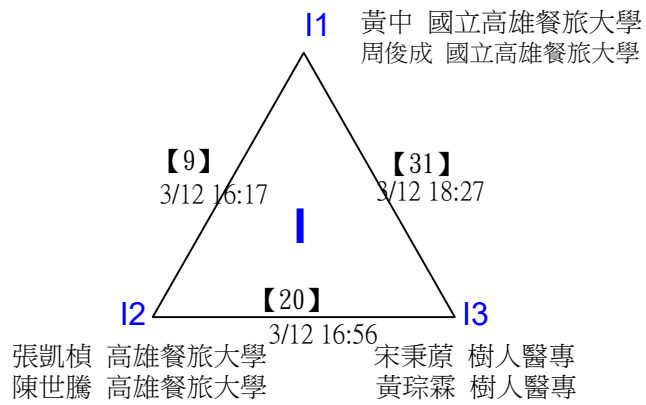 I1 黃中 國立高雄餐旅大學
周俊成 國立高雄餐旅大學
【9】
3/12 16:17
【31】
3/12 18:27
I
【20】
3/12 16:56
I2
I3
張凱楨 高雄餐旅大學
陳世騰 高雄餐旅大學
宋秉蒝 樹人醫專
黃琮霖 樹人醫專